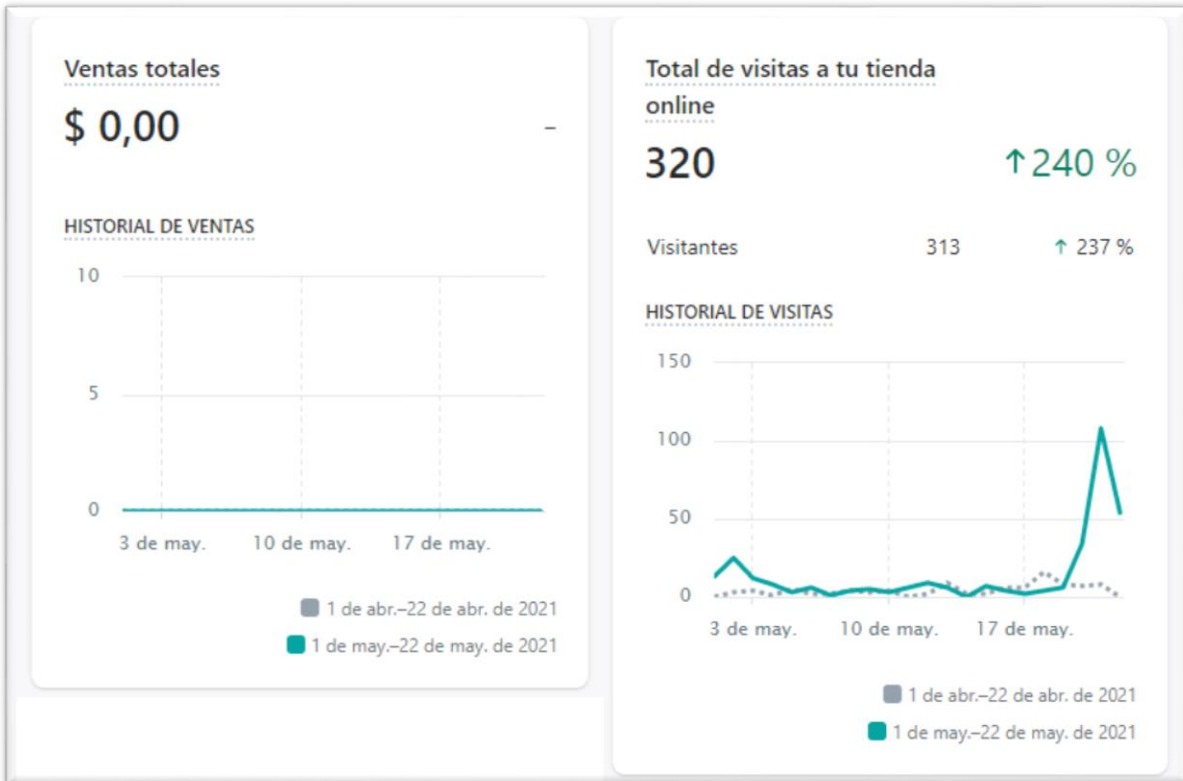 Ventas totales
$ 0,00
–
HISTORIAL DE VENTAS
10
5
0
3 de may. 10 de may. 17 de may.
1 de abr.–22 de abr. de 2021
1 de may.–22 de may. de 2021
Total de visitas a tu tienda
online
320 ↑240 %
Visitantes 313 ↑ 237 %
HISTORIAL DE VISITAS
150
100
50
0
3 de may. 10 de may. 17 de may.
1 de abr.–22 de abr. de 2021
1 de may.–22 de may. de 2021